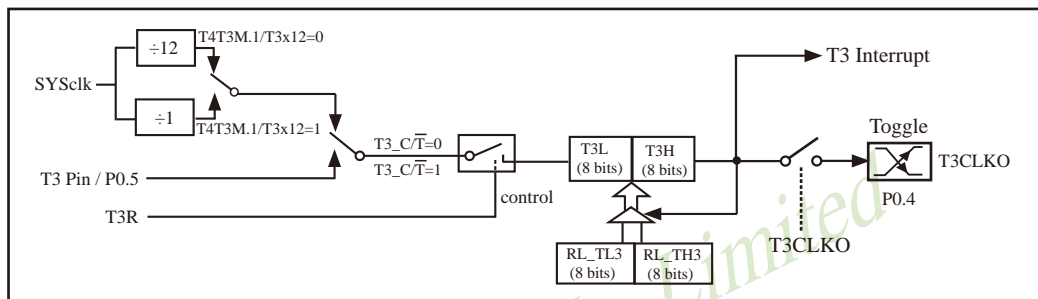 ÷12
T4T3M.1/T3x12=0
SYSclk
÷1
T4T3M.1/T3x12=1
T3 Pin / P0.5
T3R
T3_C/T̅=0
T3_C/T̅=1
control
T3L
(8 bits)
T3H
(8 bits)
RL_TL3
(8 bits)
RL_TH3
(8 bits)
T3 Interrupt
Toggle
T3CLKO
P0.4
T3CLKO
Limited